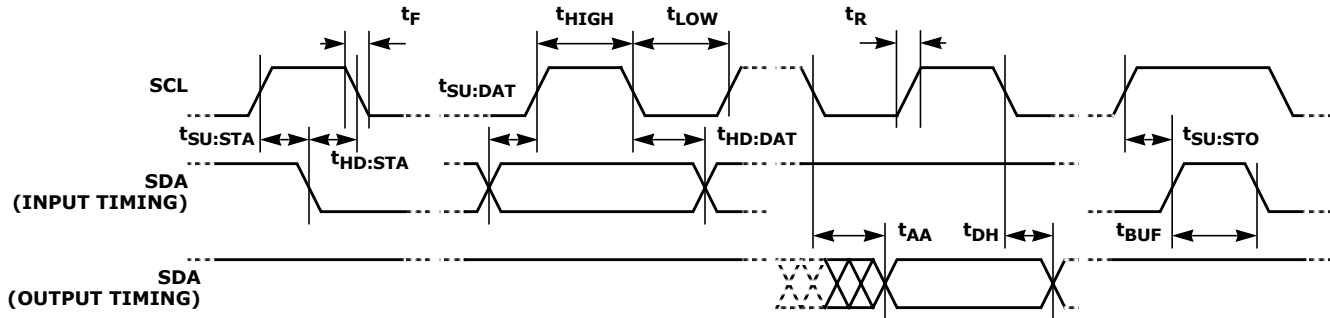 tF
tHIGH
tLOW
tR
SCL
tSU:DAT
tSU:STA
tHD:STA
tHD:DAT
tSU:STO
SDA
(INPUT TIMING)
tAA
tDH
tBUF
SDA
(OUTPUT TIMING)